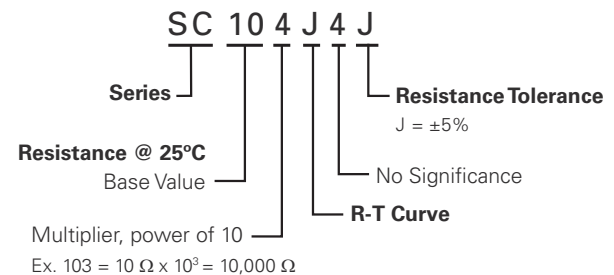 SC 10 4 J 4 J
Series
Resistance Tolerance
J = ±5%
Resistance @ 25ºC
Base Value
No Significance
R-T Curve
Multiplier, power of 10
Ex. 103 = 10 Ω x 10³ = 10,000 Ω